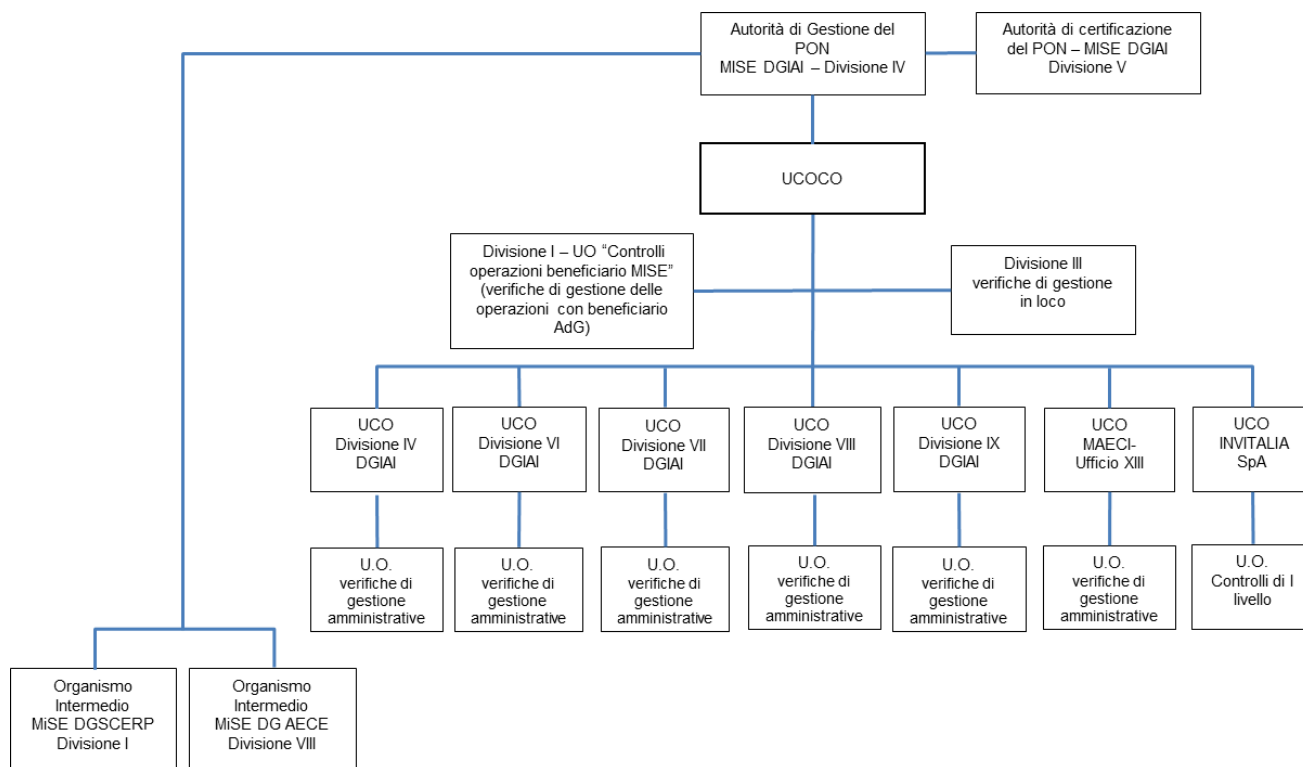 Autorità di Gestione del
PON
MISE DGIAI – Divisione IV
Autorità di certificazione
del PON – MISE DGIAI
Divisione V
UCOCO
Divisione I – UO “Controlli
operazioni beneficiario MISE”
(verifiche di gestione delle
operazioni con beneficiario
AdG)
Divisione III
verifiche di gestione
in loco
UCO
Divisione IV
DGIAI
UCO
Divisione VI
DGIAI
UCO
Divisione VII
DGIAI
UCO
Divisione VIII
DGIAI
UCO
Divisione IX
DGIAI
UCO
MAECI-
Ufficio XIII
UCO
INVITALIA
SpA
U.O.
verifiche di
gestione
amministrative
U.O.
verifiche di
gestione
amministrative
U.O.
verifiche di
gestione
amministrative
U.O.
verifiche di
gestione
amministrative
U.O.
verifiche di
gestione
amministrative
U.O.
verifiche di
gestione
amministrative
U.O.
Controlli di I
livello
Organismo
Intermedio
MiSE DGSCERP
Divisione I
Organismo
Intermedio
MiSE DG AECE
Divisione VIII